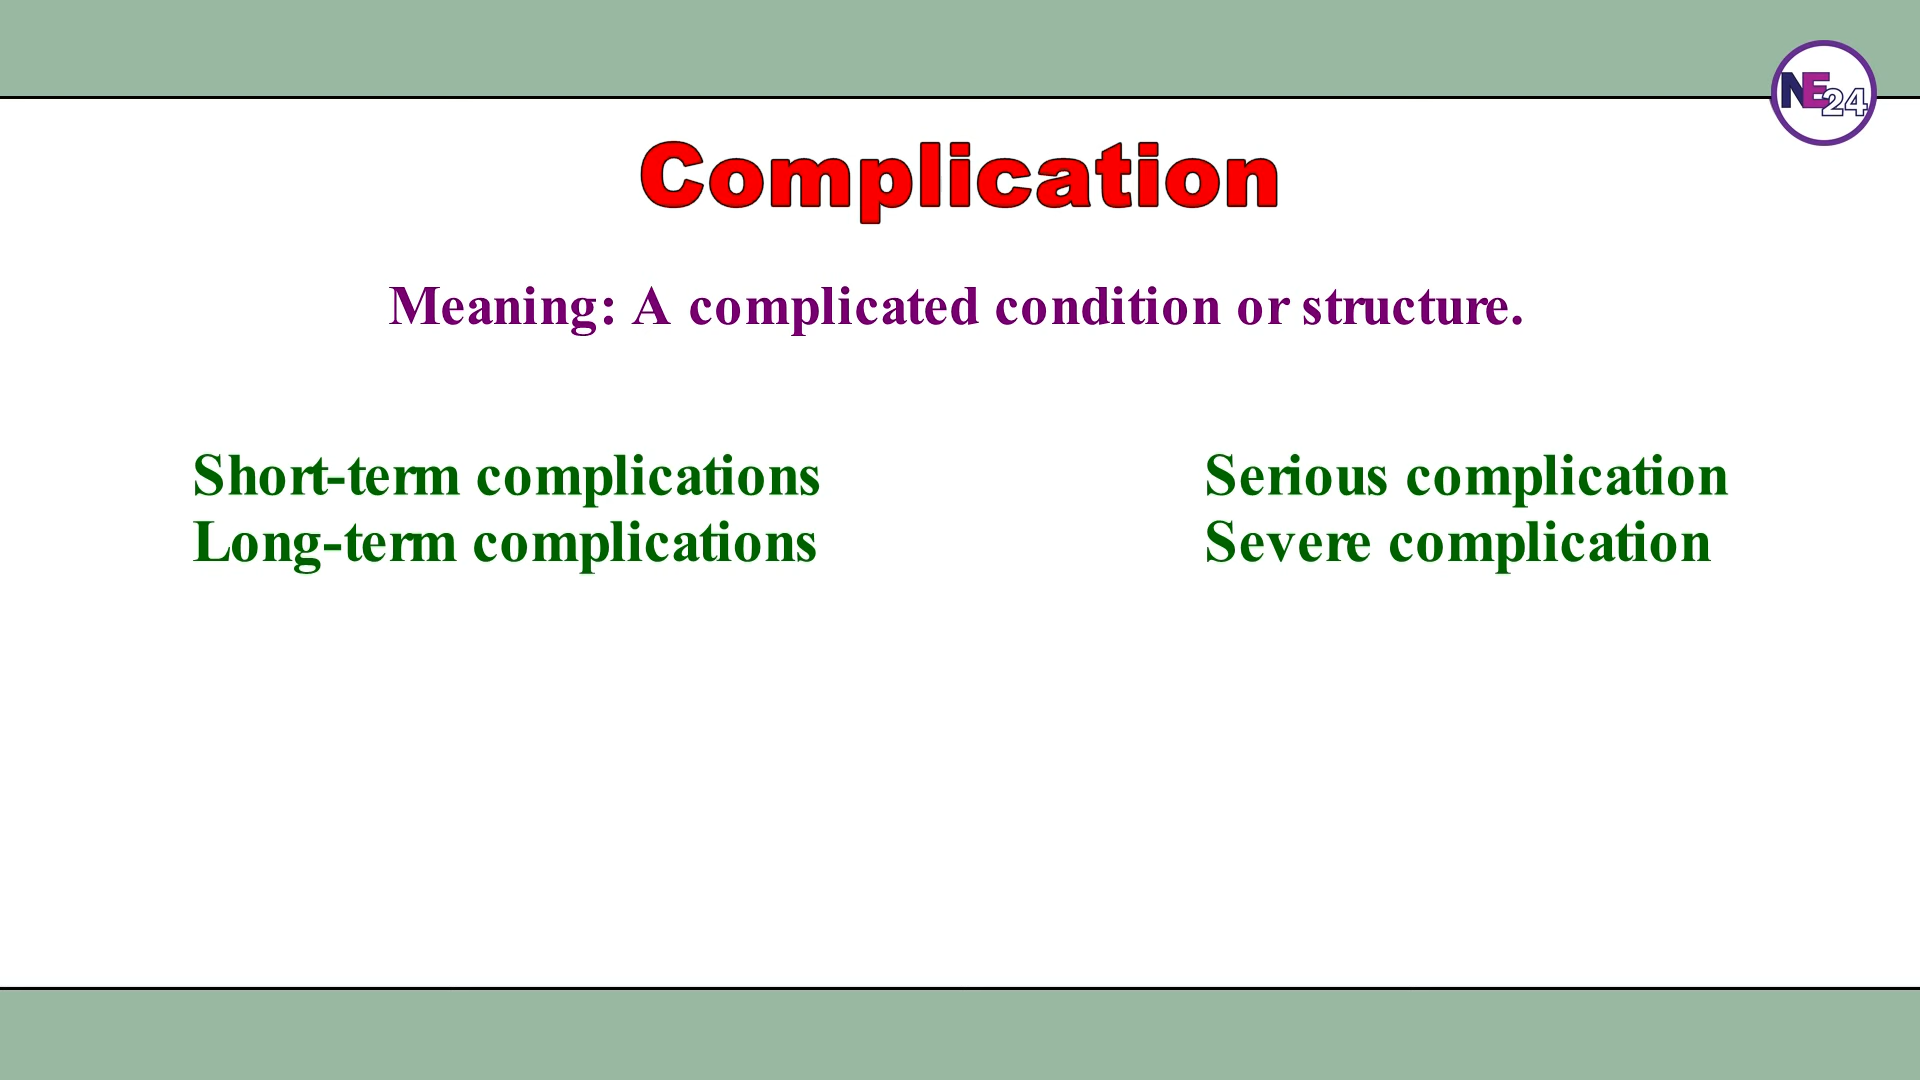 NE24
Complication
Meaning: A complicated condition or structure.
Short-term complications
Long-term complications
Serious complication
Severe complication